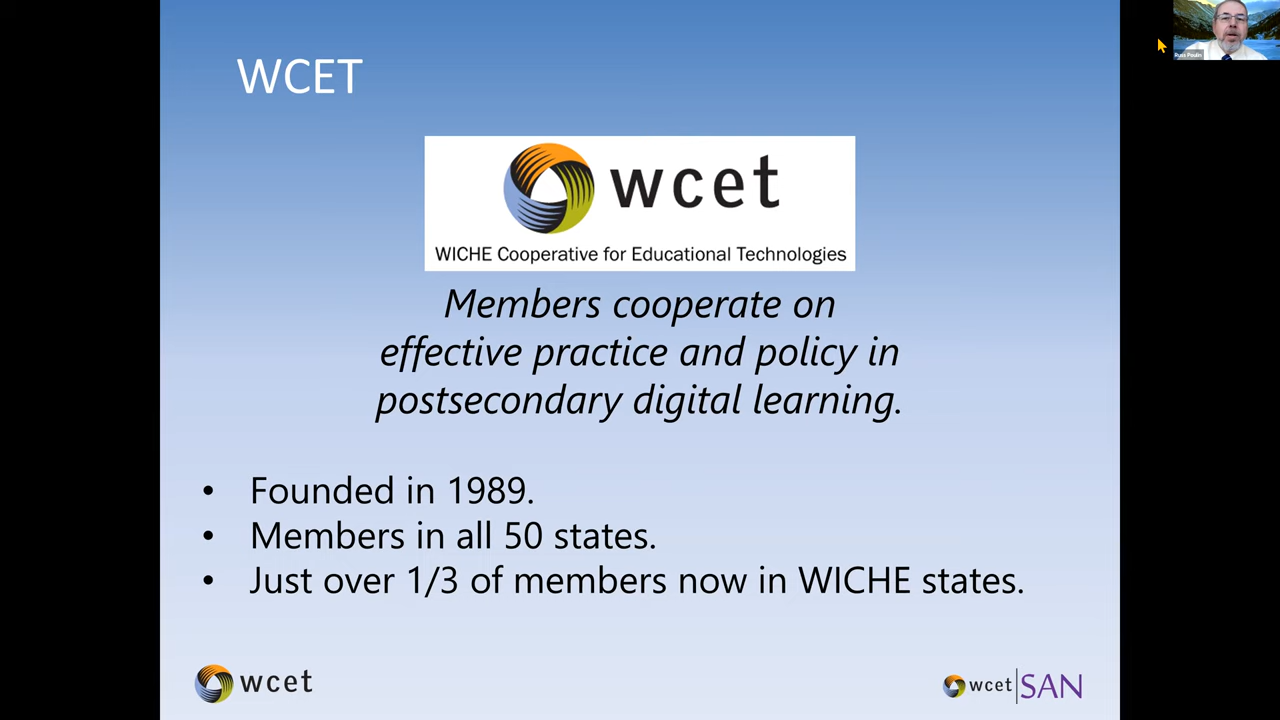 WCET
wcet
WICHE Cooperative for Educational Technologies
Members cooperate on
effective practice and policy in
postsecondary digital learning.
• Founded in 1989.
• Members in all 50 states.
• Just over 1/3 of members now in WICHE states.
wcet
wcet SAN
Russ Poulin